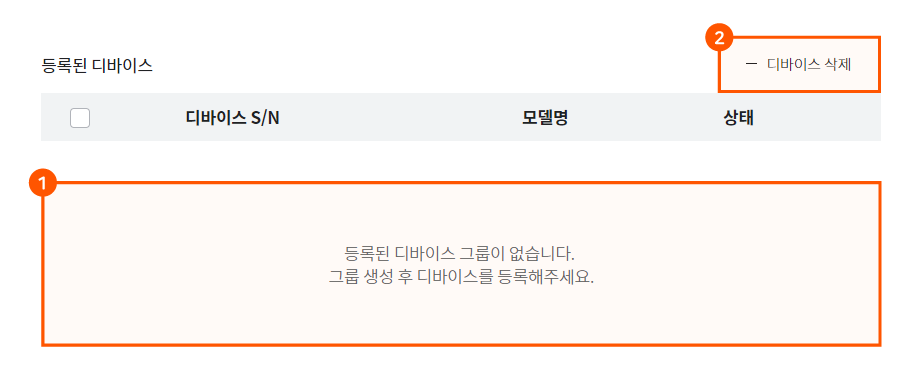 2
등록된 디바이스
— 디바이스 삭제
디바이스 S/N 모델명 상태
1
등록된 디바이스 그룹이 없습니다.
그룹 생성 후 디바이스를 등록해주세요.